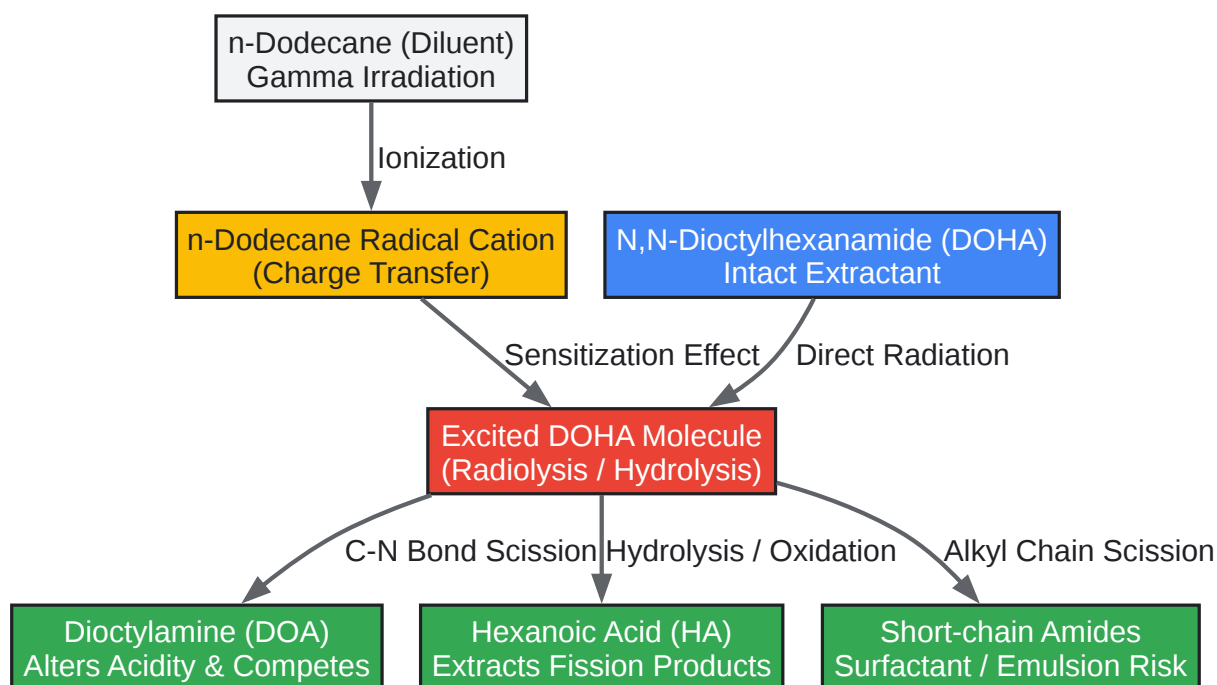 n-Dodecane (Diluent)
Gamma Irradiation
Ionization
n-Dodecane Radical Cation
(Charge Transfer)
N,N-Dioctylhexanamide (DOHA)
Intact Extractant
Sensitization Effect
Direct Radiation
Excited DOHA Molecule
(Radiolysis / Hydrolysis)
C-N Bond Scission
Hydrolysis / Oxidation
Alkyl Chain Scission
Dioctylamine (DOA)
Alters Acidity & Competes
Hexanoic Acid (HA)
Extracts Fission Products
Short-chain Amides
Surfactant / Emulsion Risk